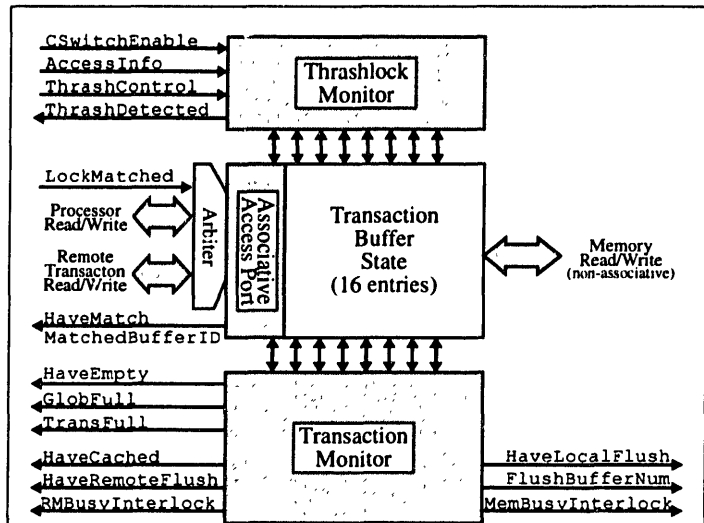 CSwitchEnable
AccessInfo
ThrashControl
ThrashDetected
Thrashlock
Monitor
LockMatched
Processor
Read/Write
Remote
Transacton
Read/Write
Arbiter
Associative
Access Port
Transaction
Buffer
State
(16 entries)
Memory
Read/Write
(non-associative)
HaveMatch
MatchedBufferID
HaveEmpty
GlobFull
TransFull
HaveCached
HaveRemoteFlush
RMBusyInterlock
Transaction
Monitor
HaveLocalFlush
FlushBufferNum
MemBusyInterlock